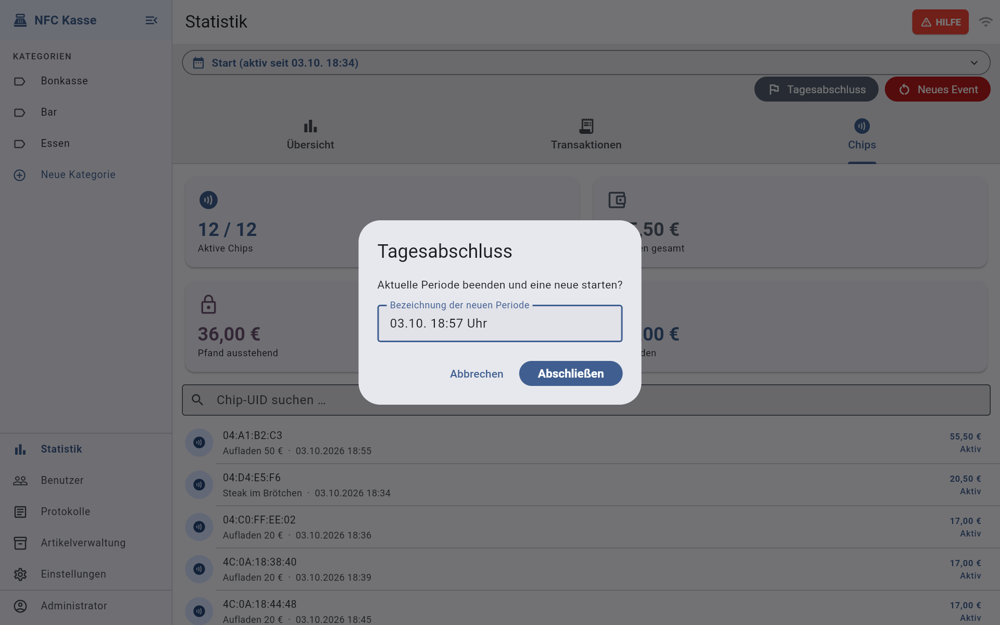 NFC Kasse
Statistik
HILFE
KATEGORIEN
Bonkasse
Bar
Essen
Neue Kategorie
Start (aktiv seit 03.10. 18:34)
Tagesabschluss
Neues Event
Übersicht
Transaktionen
Chips
12 / 12
Aktive Chips
,50 €
en gesamt
36,00 €
Pfand ausstehend
00 €
den
Tagesabschluss
Aktuelle Periode beenden und eine neue starten?
Bezeichnung der neuen Periode
03.10. 18:57 Uhr
Abbrechen
Abschließen
Chip-UID suchen ...
04:A1:B2:C3
Aufladen 50 € · 03.10.2026 18:55
55,50 €
Aktiv
04:D4:E5:F6
Steak im Brötchen · 03.10.2026 18:34
20,50 €
Aktiv
04:C0:FF:EE:02
Aufladen 20 € · 03.10.2026 18:36
17,00 €
Aktiv
4C:0A:18:38:40
Aufladen 20 € · 03.10.2026 18:39
17,00 €
Aktiv
4C:0A:18:44:48
Aufladen 20 € · 03.10.2026 18:45
17,00 €
Aktiv
Statistik
Benutzer
Protokolle
Artikelverwaltung
Einstellungen
Administrator